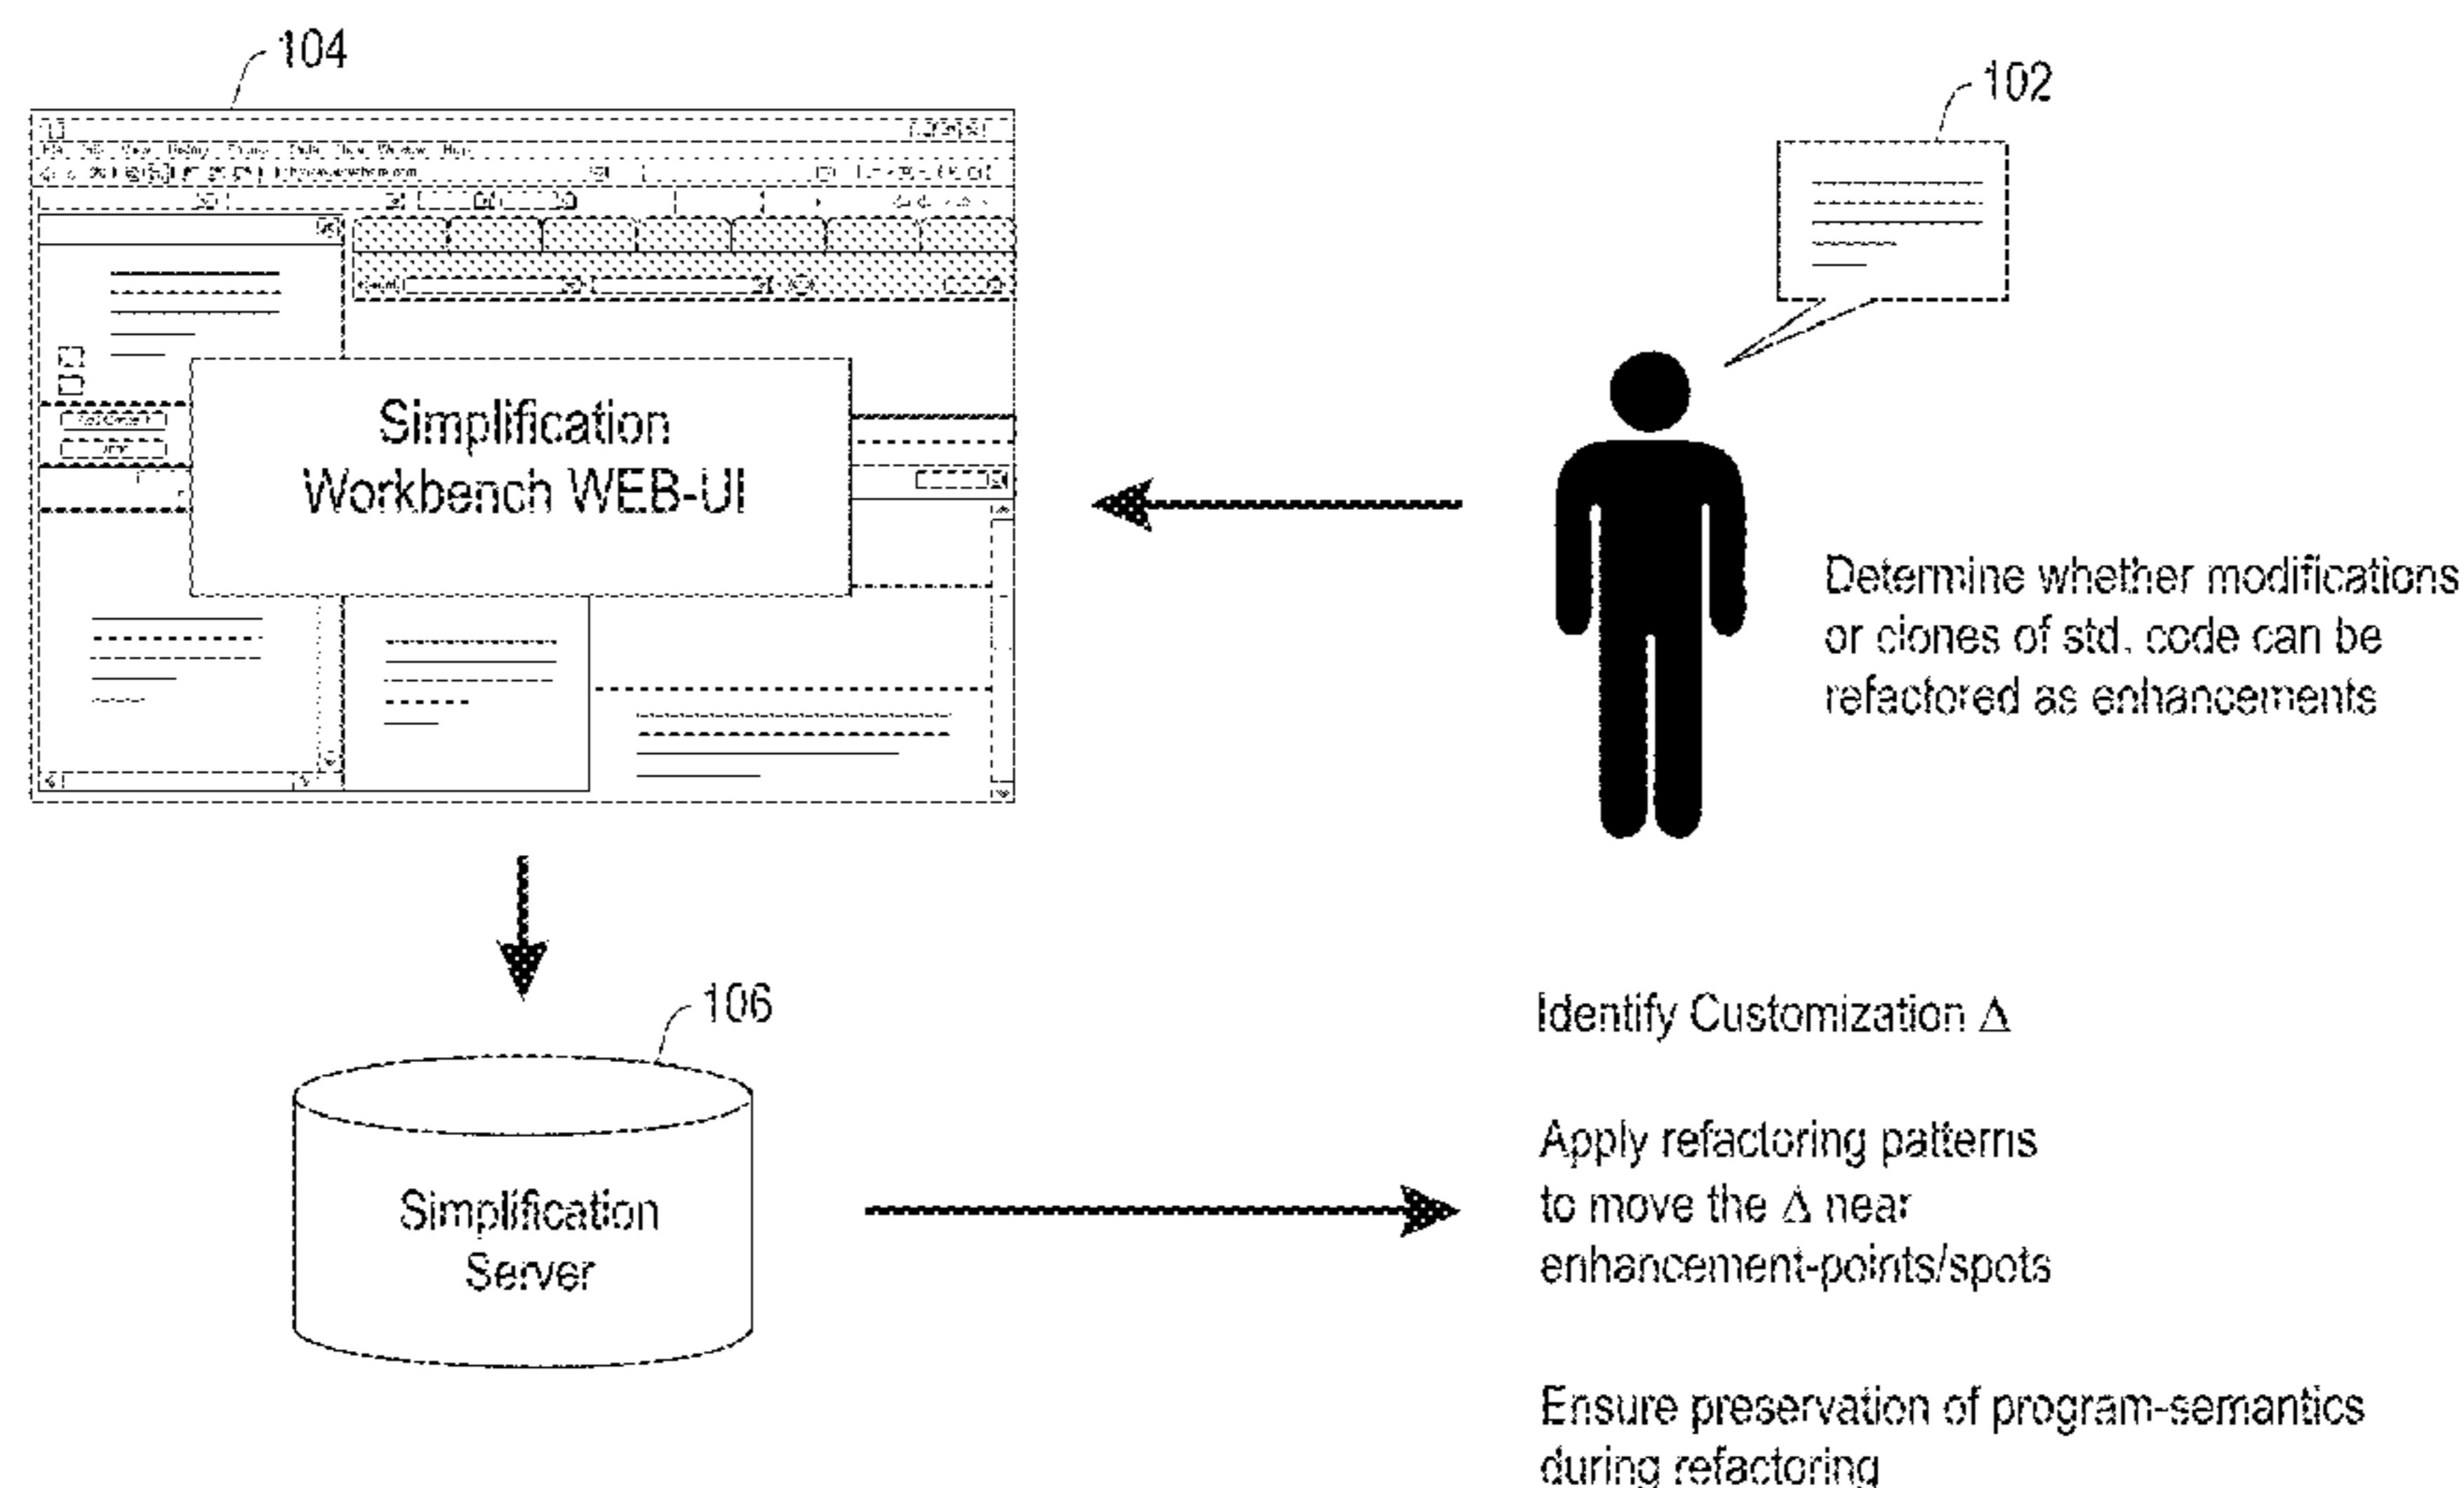 104
102
Simplification
Workbench WEB-UI
Determine whether modifications
or clones of std. code can be
refactored as enhancements
106
Simplification
Server
Identify Customization Δ
Apply refactoring patterns
to move the Δ near
enhancement-points/spots
Ensure preservation of program-semantics
during refactoring